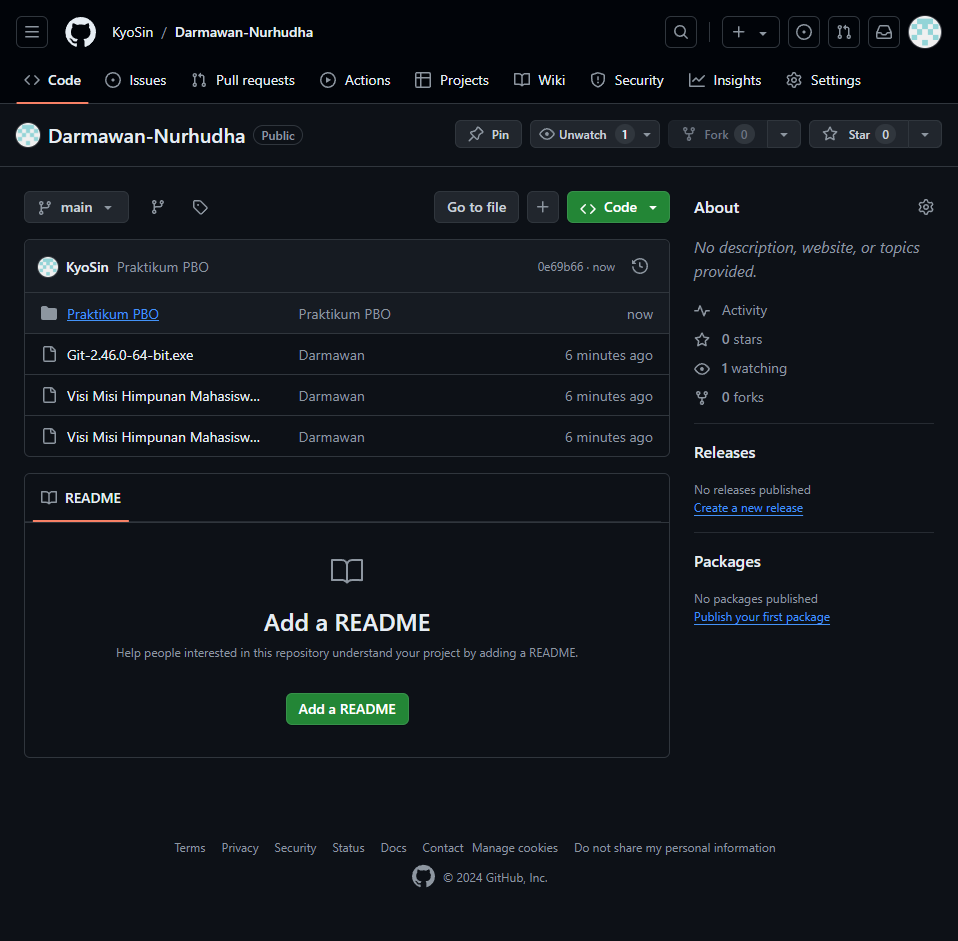 KyoSin / Darmawan-Nurhudha
Code Issues Pull requests Actions Projects Wiki Security Insights Settings
Darmawan-Nurhudha Public Pin Unwatch 1 Fork 0 Star 0
main Go to file Code
KyoSin Praktikum PBO 0e69b66 · now
Praktikum PBO Praktikum PBO now
Git-2.46.0-64-bit.exe Darmawan 6 minutes ago
Visi Misi Himpunan Mahasisw... Darmawan 6 minutes ago
Visi Misi Himpunan Mahasisw... Darmawan 6 minutes ago
README
Add a README
Help people interested in this repository understand your project by adding a README.
Add a README
About
No description, website, or topics
provided.
Activity
0 stars
1 watching
0 forks
Releases
No releases published
Create a new release
Packages
No packages published
Publish your first package
Terms Privacy Security Status Docs Contact Manage cookies Do not share my personal information
© 2024 GitHub, Inc.